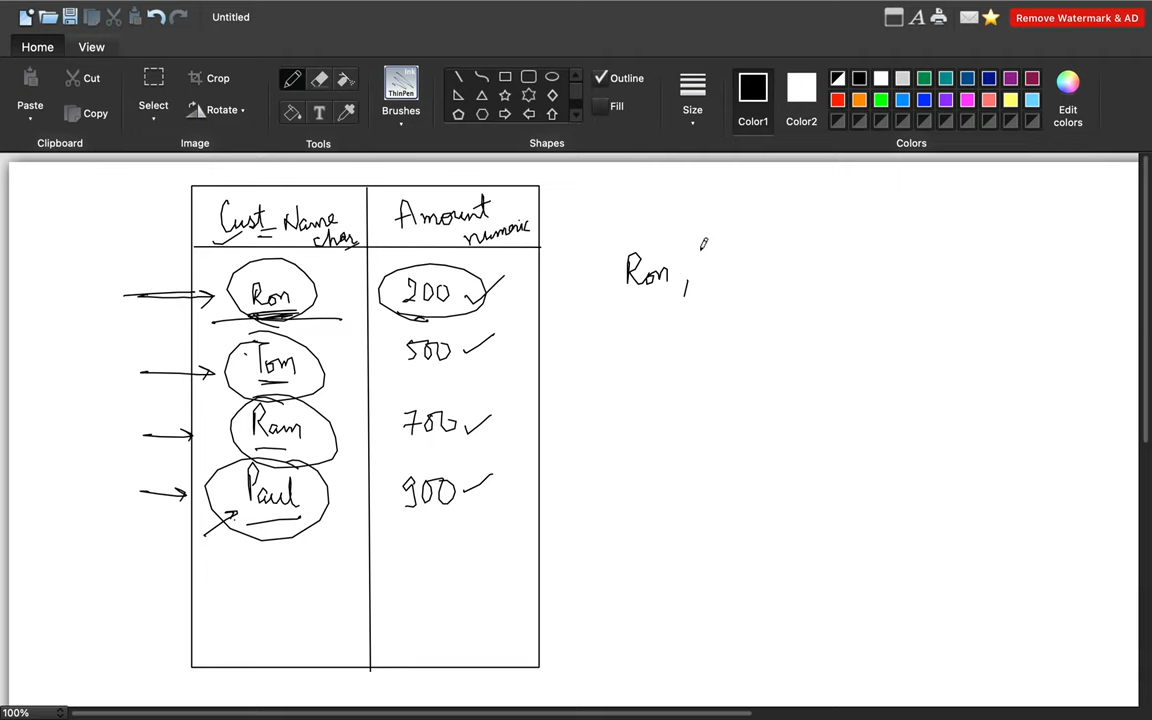 Untitled
Remove Watermark & AD
Home View
Paste
Cut
Copy
Clipboard
Select
Crop
Rotate
Image
Tools
Ink
ThinPen
Brushes
Outline
Fill
Shapes
Size
Color1
Color2
Edit
colors
Colors
Cust_Name
char
Amount
numeric
Ron 200
Tom 500
Ram 700
Paul 900
Ron ,
100%